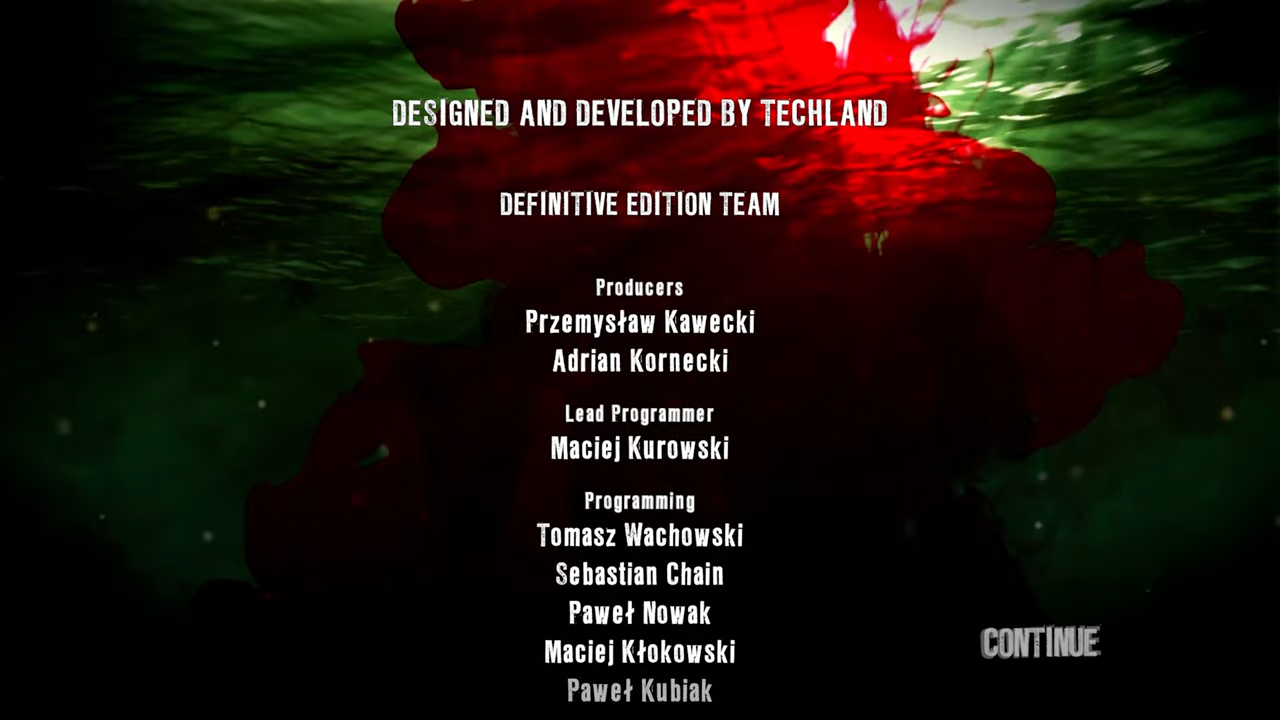 DESIGNED AND DEVELOPED BY TECHLAND
DEFINITIVE EDITION TEAM
Producers
Przemysław Kawecki
Adrian Kornecki
Lead Programmer
Maciej Kurowski
Programming
Tomasz Wachowski
Sebastian Chain
Paweł Nowak
Maciej Kłokowski
CONTINUE
Paweł Kubiak